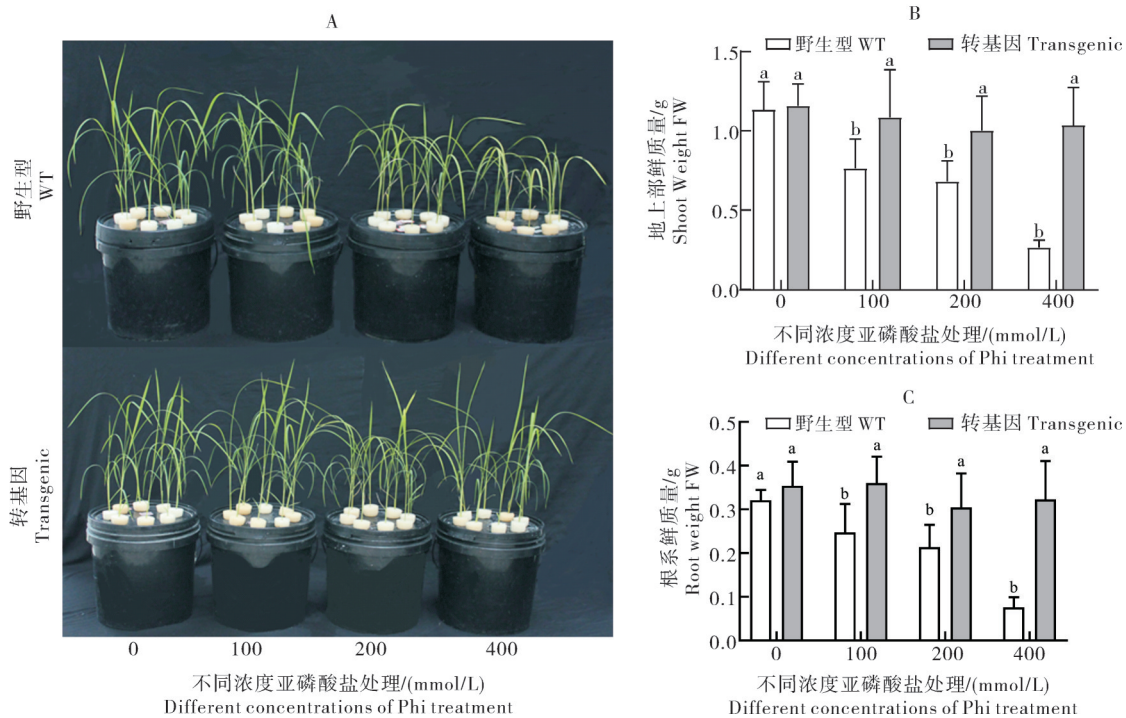 A
野生型
WT
转基因
Transgenic
0 100 200 400
不同浓度亚磷酸盐处理/(mmol/L)
Different concentrations of Phi treatment
B
野生型 WT 转基因 Transgenic
地上部鲜质量/g
Shoot Weight FW
1.5
1.0
0.5
0.0
a a b a b a b a
0 100 200 400
不同浓度亚磷酸盐处理/(mmol/L)
Different concentrations of Phi treatment
C
野生型 WT 转基因 Transgenic
根系鲜质量/g
Root weight FW
0.5
0.4
0.3
0.2
0.1
0.0
a a b a b a b a
0 100 200 400
不同浓度亚磷酸盐处理/(mmol/L)
Different concentrations of Phi treatment